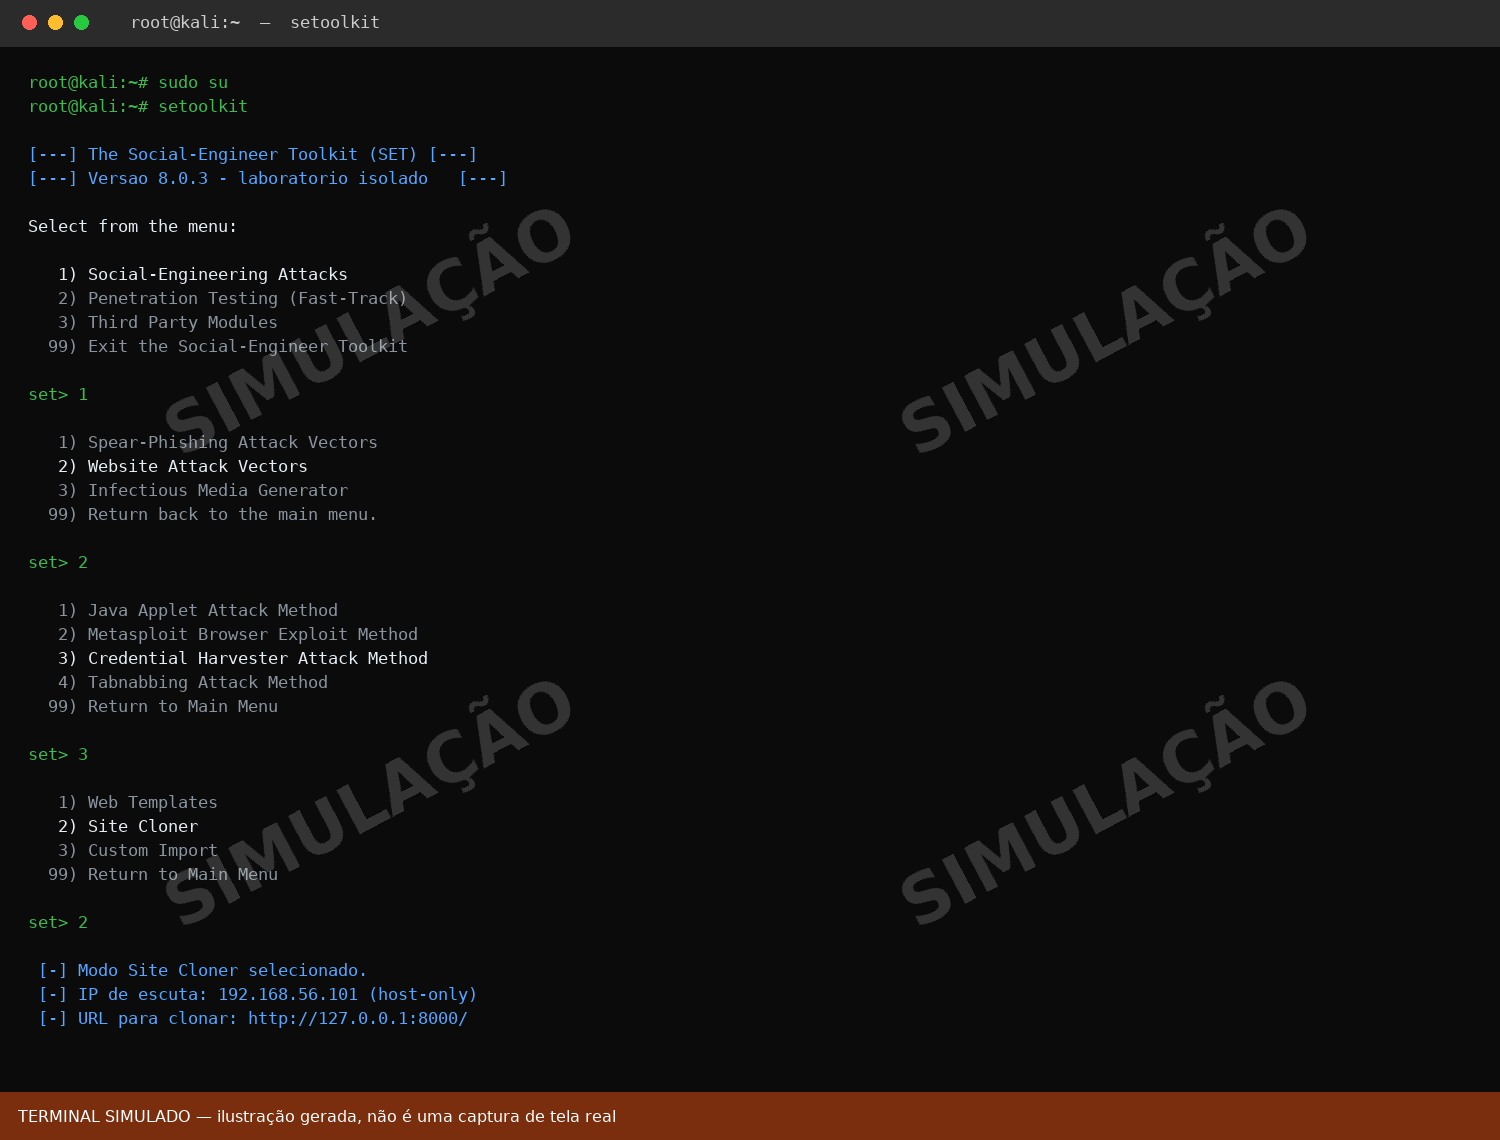 root@kali:~ — setoolkit
root@kali:~# sudo su
root@kali:~# setoolkit
[---] The Social-Engineer Toolkit (SET) [---]
[---] Versao 8.0.3 - laboratorio isolado   [---]
Select from the menu:
1) Social-Engineering Attacks
2) Penetration Testing (Fast-Track)
3) Third Party Modules
99) Exit the Social-Engineer Toolkit
set> 1
1) Spear-Phishing Attack Vectors
2) Website Attack Vectors
3) Infectious Media Generator
99) Return back to the main menu.
set> 2
1) Java Applet Attack Method
2) Metasploit Browser Exploit Method
3) Credential Harvester Attack Method
4) Tabnabbing Attack Method
99) Return to Main Menu
set> 3
1) Web Templates
2) Site Cloner
3) Custom Import
99) Return to Main Menu
set> 2
[-] Modo Site Cloner selecionado.
[-] IP de escuta: 192.168.56.101 (host-only)
[-] URL para clonar: http://127.0.0.1:8000/
SIMULAÇÃO
SIMULAÇÃO
SIMULAÇÃO
SIMULAÇÃO
TERMINAL SIMULADO — ilustração gerada, não é uma captura de tela real